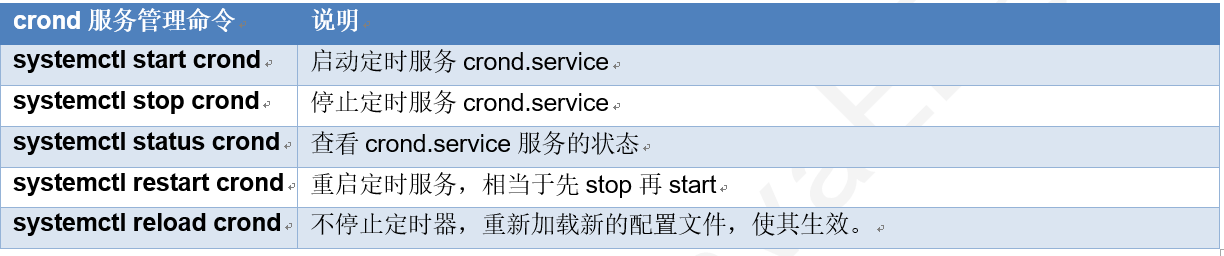 crond 服务管理命令 说明
systemctl start crond 启动定时服务 crond.service
systemctl stop crond 停止定时服务 crond.service
systemctl status crond 查看 crond.service 服务的状态
systemctl restart crond 重启定时服务，相当于先 stop 再 start
systemctl reload crond 不停止定时器，重新加载新的配置文件，使其生效。